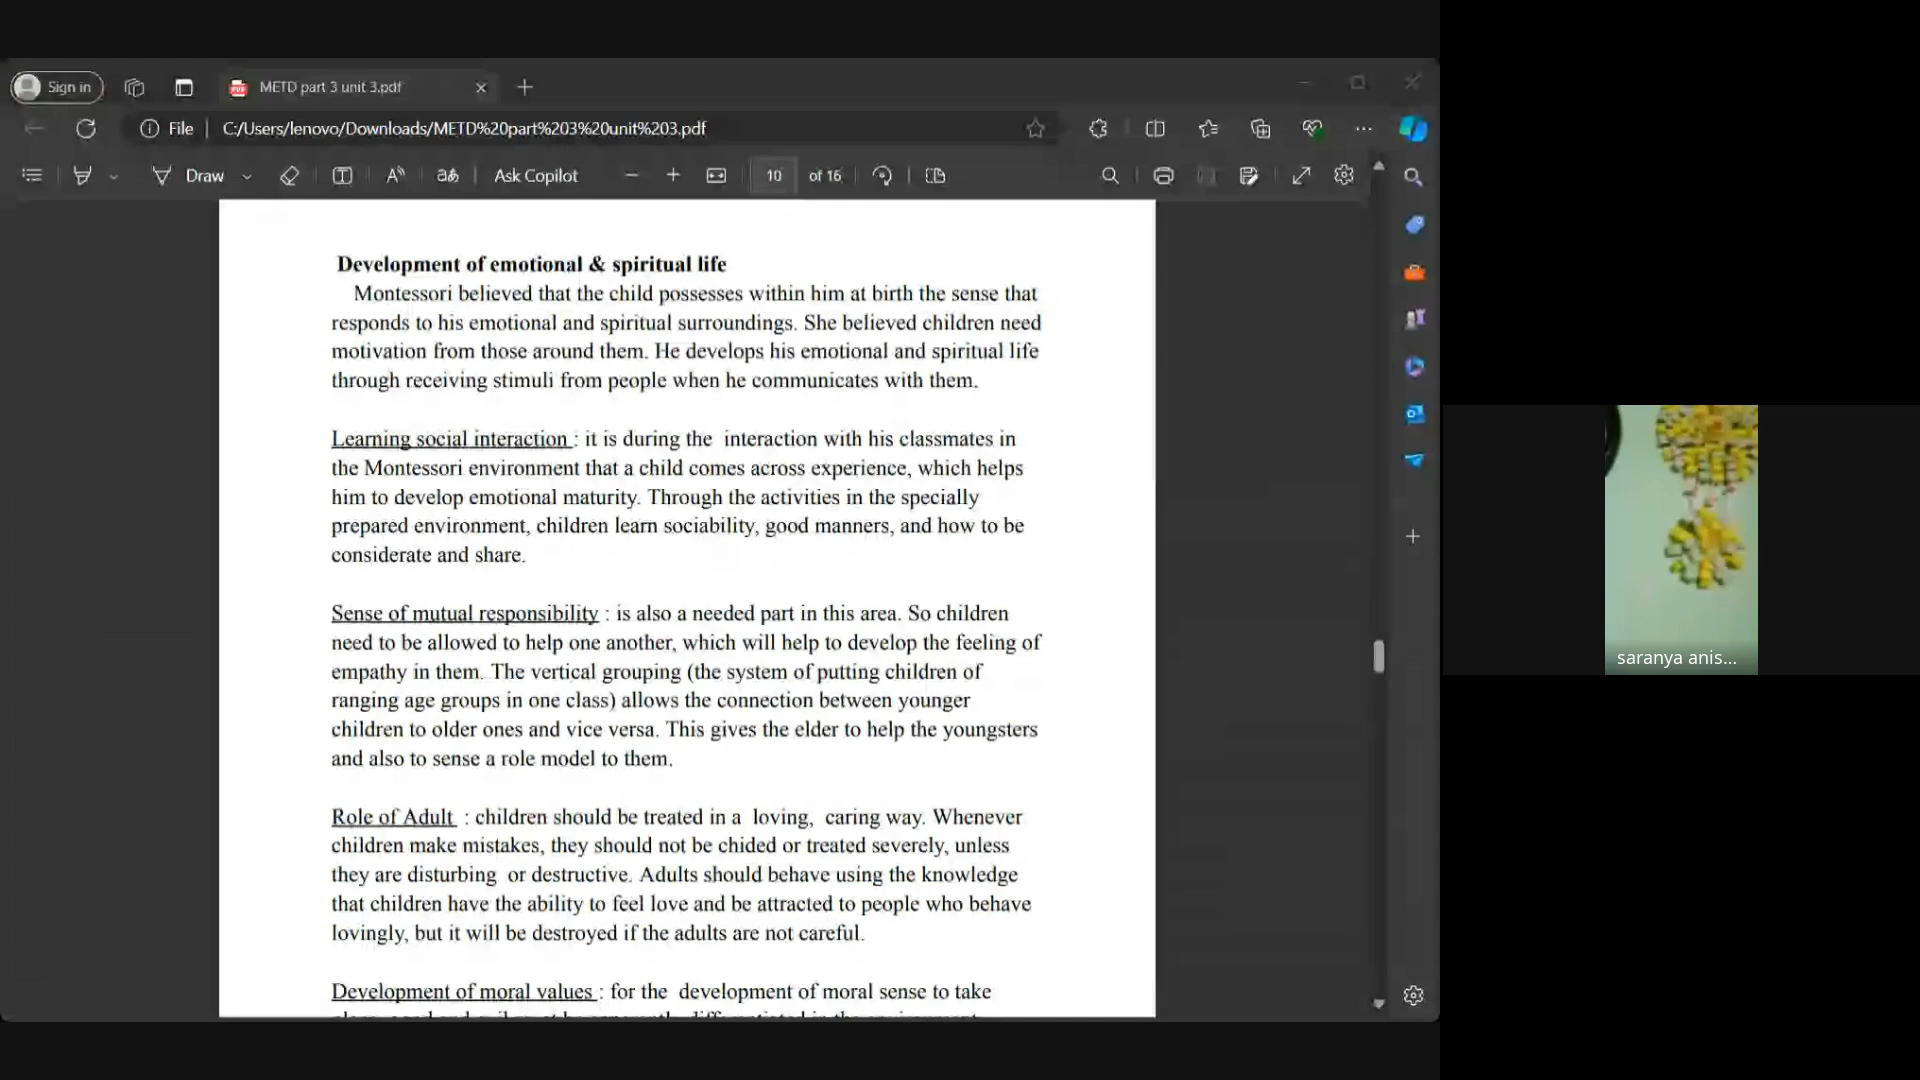 Sign in
METD part 3 unit 3.pdf
File
C:/Users/lenovo/Downloads/METD%20part%203%20unit%203.pdf
Draw
Ask Copilot
10 of 16
Development of emotional & spiritual life
Montessori believed that the child possesses within him at birth the sense that
responds to his emotional and spiritual surroundings. She believed children need
motivation from those around them. He develops his emotional and spiritual life
through receiving stimuli from people when he communicates with them.
Learning social interaction : it is during the interaction with his classmates in
the Montessori environment that a child comes across experience, which helps
him to develop emotional maturity. Through the activities in the specially
prepared environment, children learn sociability, good manners, and how to be
considerate and share.
Sense of mutual responsibility : is also a needed part in this area. So children
need to be allowed to help one another, which will help to develop the feeling of
empathy in them. The vertical grouping (the system of putting children of
ranging age groups in one class) allows the connection between younger
children to older ones and vice versa. This gives the elder to help the youngsters
and also to sense a role model to them.
Role of Adult : children should be treated in a loving, caring way. Whenever
children make mistakes, they should not be chided or treated severely, unless
they are disturbing or destructive. Adults should behave using the knowledge
that children have the ability to feel love and be attracted to people who behave
lovingly, but it will be destroyed if the adults are not careful.
Development of moral values : for the development of moral sense to take
saranya anis...